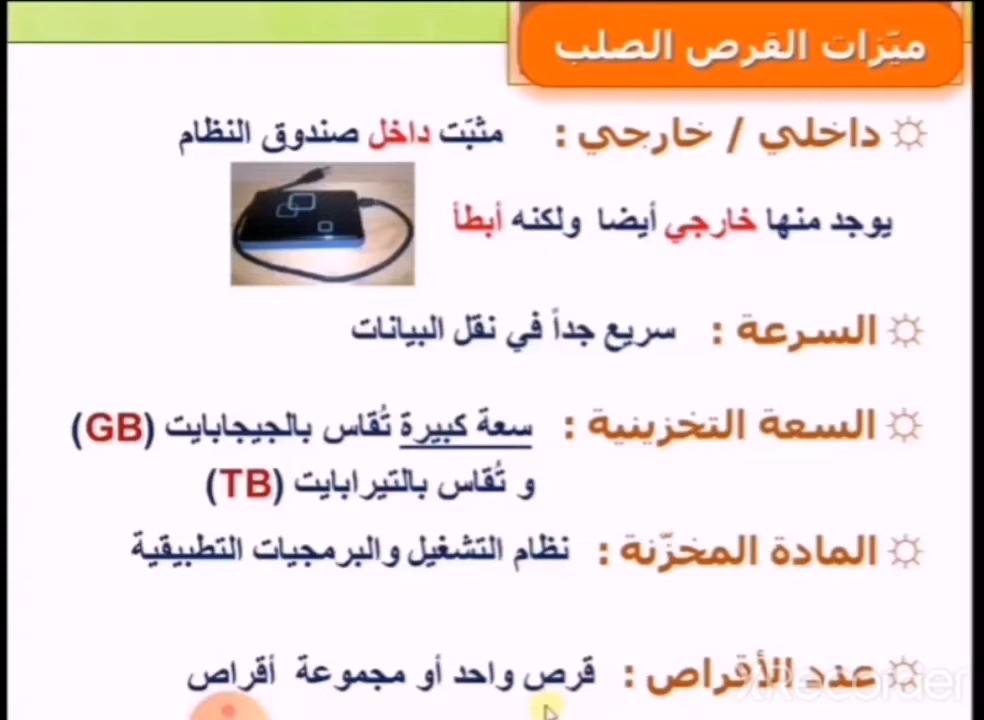 ميّزات القرص الصلب
داخلي / خارجي : مثبّت داخل صندوق النظام
يوجد منها خارجي أيضا ولكنه أبطأ
السرعة : سريع جداً في نقل البيانات
السعة التخزينية : سعة كبيرة تُقاس بالجيجابايت (GB)
و تُقاس بالتيرابايت (TB)
المادة المخزّنة : نظام التشغيل والبرمجيات التطبيقية
عدد الأقراص : قرص واحد أو مجموعة أقراص
XRecorder